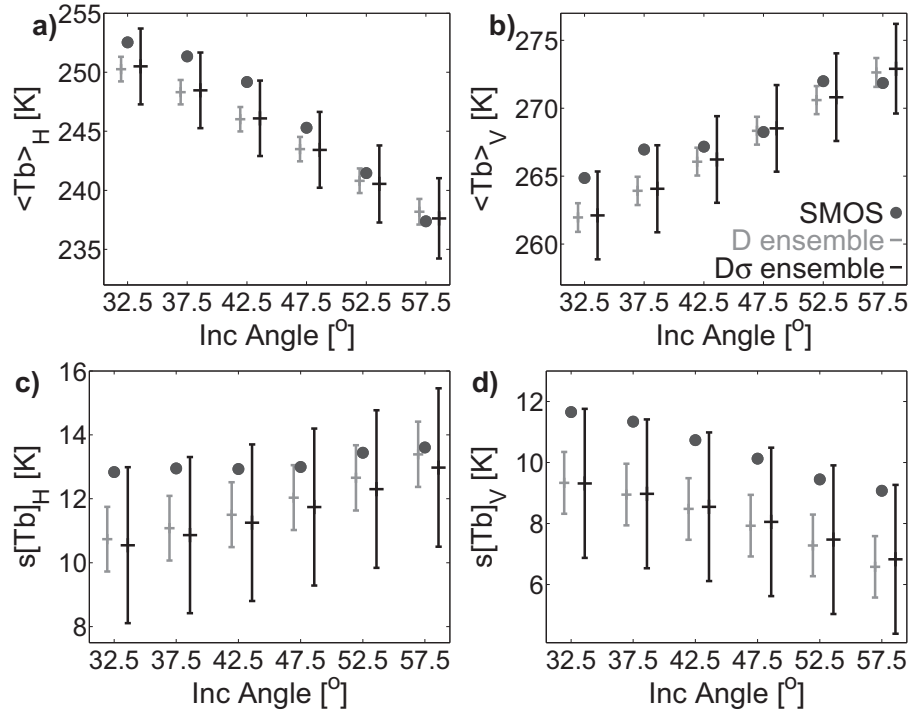 a)
<Tb>H [K]
255
250
245
240
235
32.5 37.5 42.5 47.5 52.5 57.5
Inc Angle [o]
b)
<Tb>V [K]
275
270
265
260
SMOS
D ensemble
Dσ ensemble
32.5 37.5 42.5 47.5 52.5 57.5
Inc Angle [o]
c)
s[Tb]H [K]
16
14
12
10
8
32.5 37.5 42.5 47.5 52.5 57.5
Inc Angle [o]
d)
s[Tb]V [K]
12
10
8
6
32.5 37.5 42.5 47.5 52.5 57.5
Inc Angle [o]